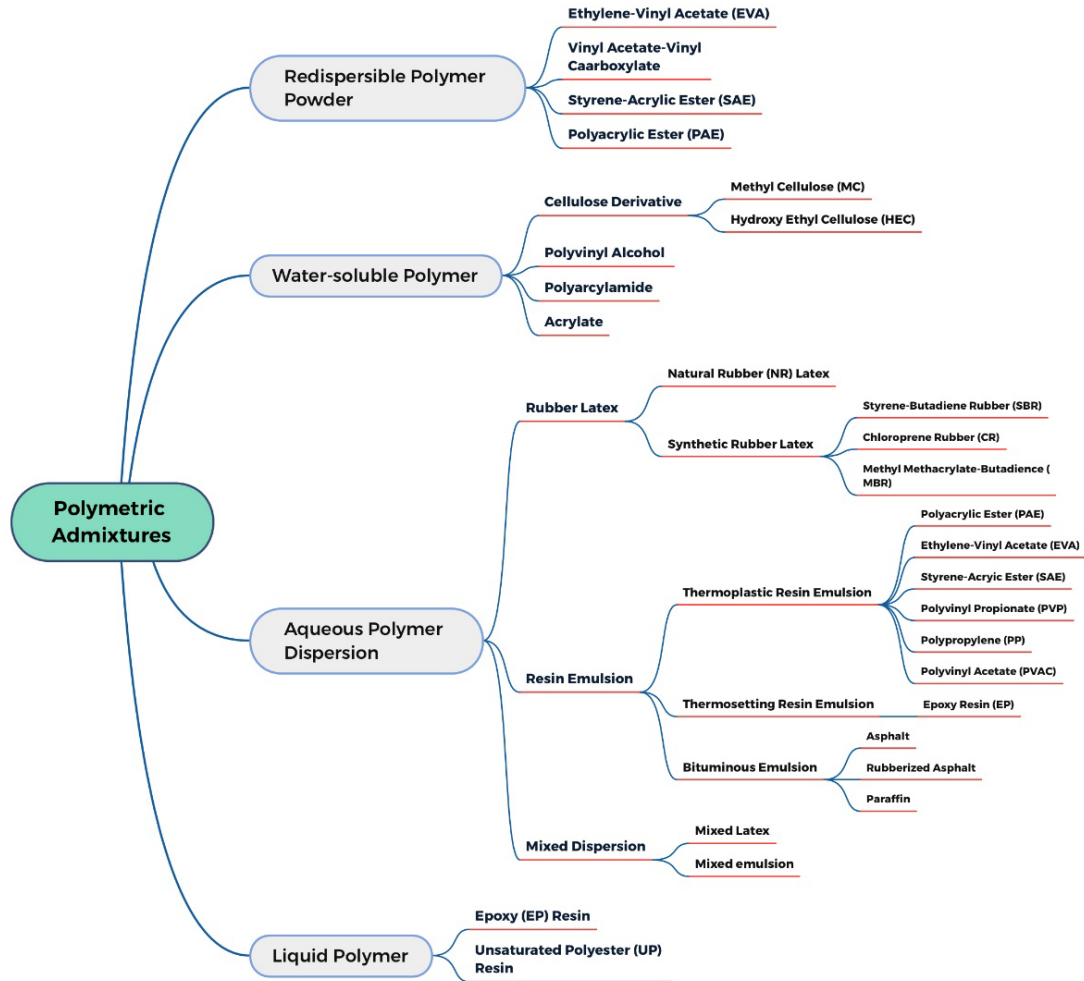 Ethylene-Vinyl Acetate (EVA)
Vinyl Acetate-Vinyl
Caarboxylate
Redispersible Polymer
Powder
Styrene-Acrylic Ester (SAE)
Polyacrylic Ester (PAE)
Methyl Cellulose (MC)
Cellulose Derivative
Hydroxy Ethyl Cellulose (HEC)
Polyvinyl Alcohol
Water-soluble Polymer
Polyarcylamide
Acrylate
Natural Rubber (NR) Latex
Rubber Latex
Styrene-Butadiene Rubber (SBR)
Synthetic Rubber Latex
Chloroprene Rubber (CR)
Methyl Methacrylate-Butadience (
MBR)
Polymetric
Admixtures
Polyacrylic Ester (PAE)
Ethylene-Vinyl Acetate (EVA)
Styrene-Acryic Ester (SAE)
Thermoplastic Resin Emulsion
Polyvinyl Propionate (PVP)
Polypropylene (PP)
Polyvinyl Acetate (PVAC)
Aqueous Polymer
Dispersion
Resin Emulsion
Thermosetting Resin Emulsion
Epoxy Resin (EP)
Asphalt
Bituminous Emulsion
Rubberized Asphalt
Paraffin
Mixed Latex
Mixed Dispersion
Mixed emulsion
Epoxy (EP) Resin
Liquid Polymer
Unsaturated Polyester (UP)
Resin